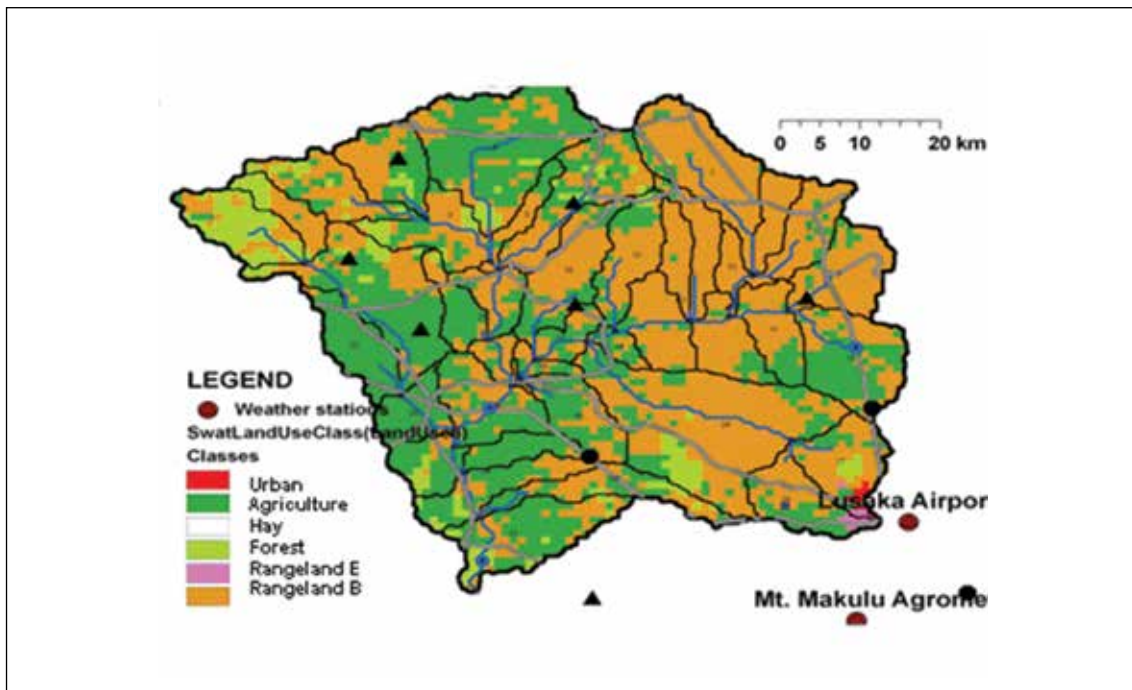 0 5 10 20 km
LEGEND
Weather stations
SwatLandUseClass(LandUse8)
Classes
Urban
Agriculture
Hay
Forest
Rangeland E
Rangeland B
Lusaka Airpor
Mt. Makulu Agrome